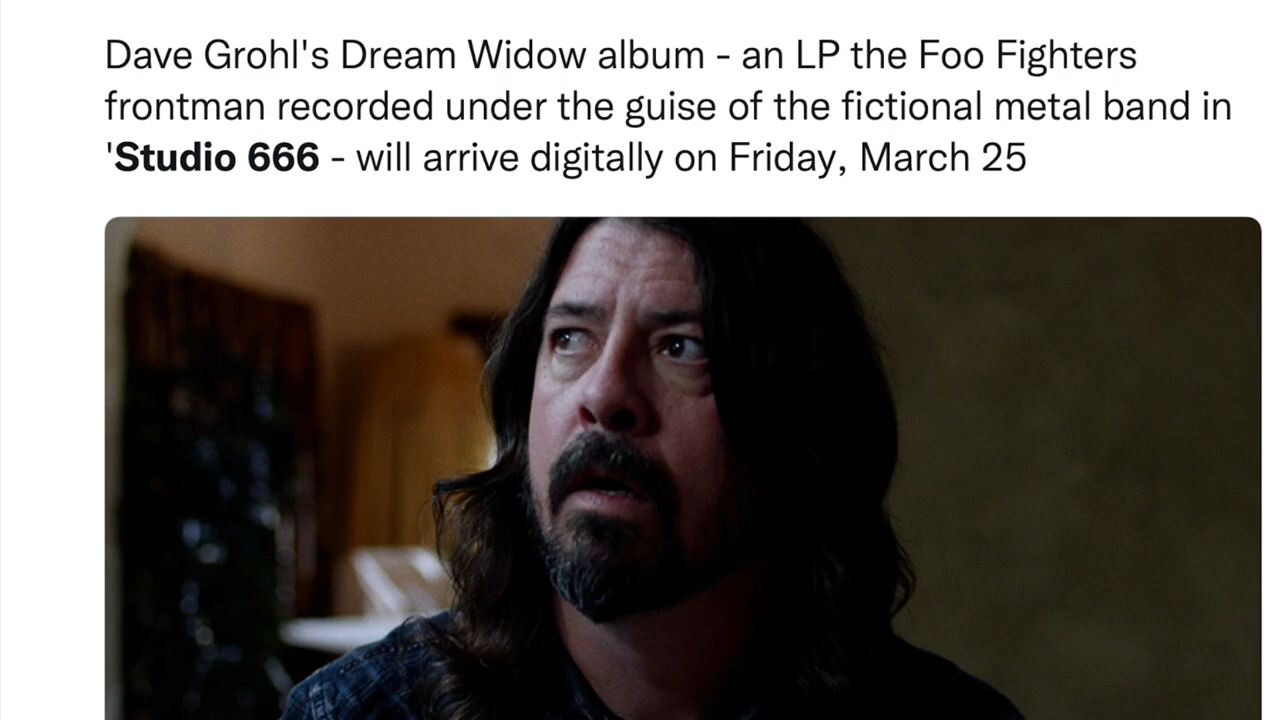 Dave Grohl's Dream Widow album - an LP the Foo Fighters
frontman recorded under the guise of the fictional metal band in
'Studio 666 - will arrive digitally on Friday, March 25